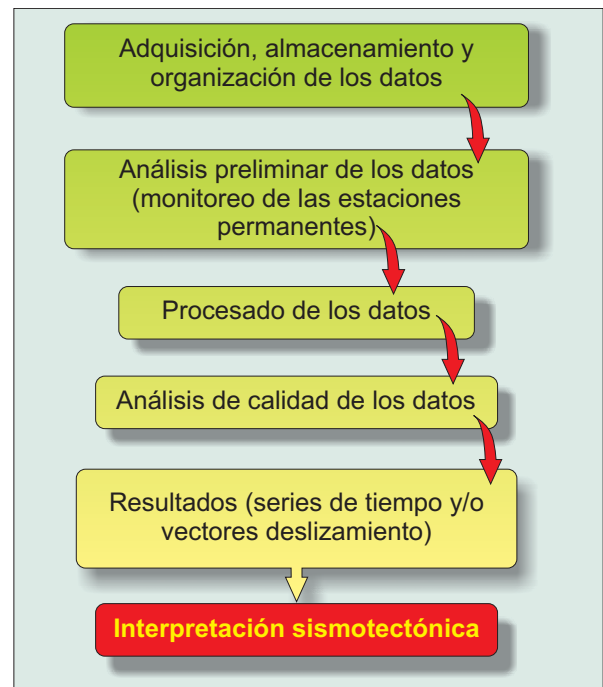 Adquisición, almacenamiento y
organización de los datos
Análisis preliminar de los datos
(monitoreo de las estaciones
permanentes)
Procesado de los datos
Análisis de calidad de los datos
Resultados (series de tiempo y/o
vectores deslizamiento)
Interpretación sismotectónica